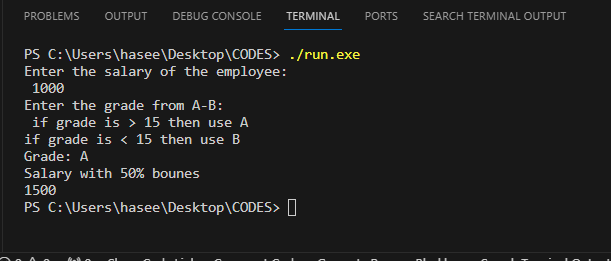 PROBLEMS OUTPUT DEBUG CONSOLE TERMINAL PORTS SEARCH TERMINAL OUTPUT
PS C:\Users\hasee\Desktop\CODES> ./run.exe
Enter the salary of the employee:
1000
Enter the grade from A-B:
if grade is > 15 then use A
if grade is < 15 then use B
Grade: A
Salary with 50% bounes
1500
PS C:\Users\hasee\Desktop\CODES>